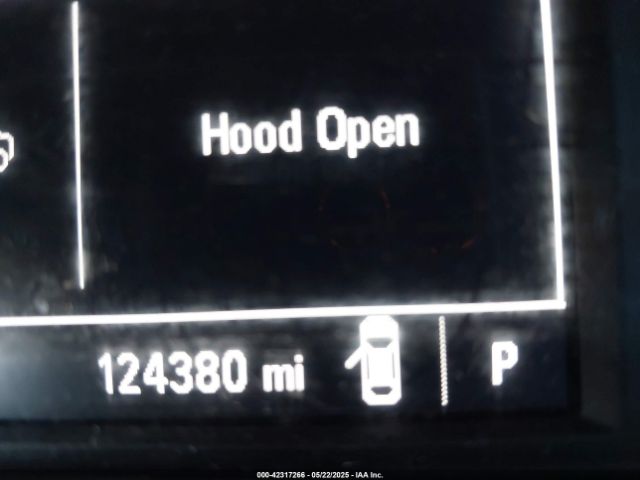 Hood Open
124380 mi P
000-42317266 - 05/22/2025 - IAA Inc.